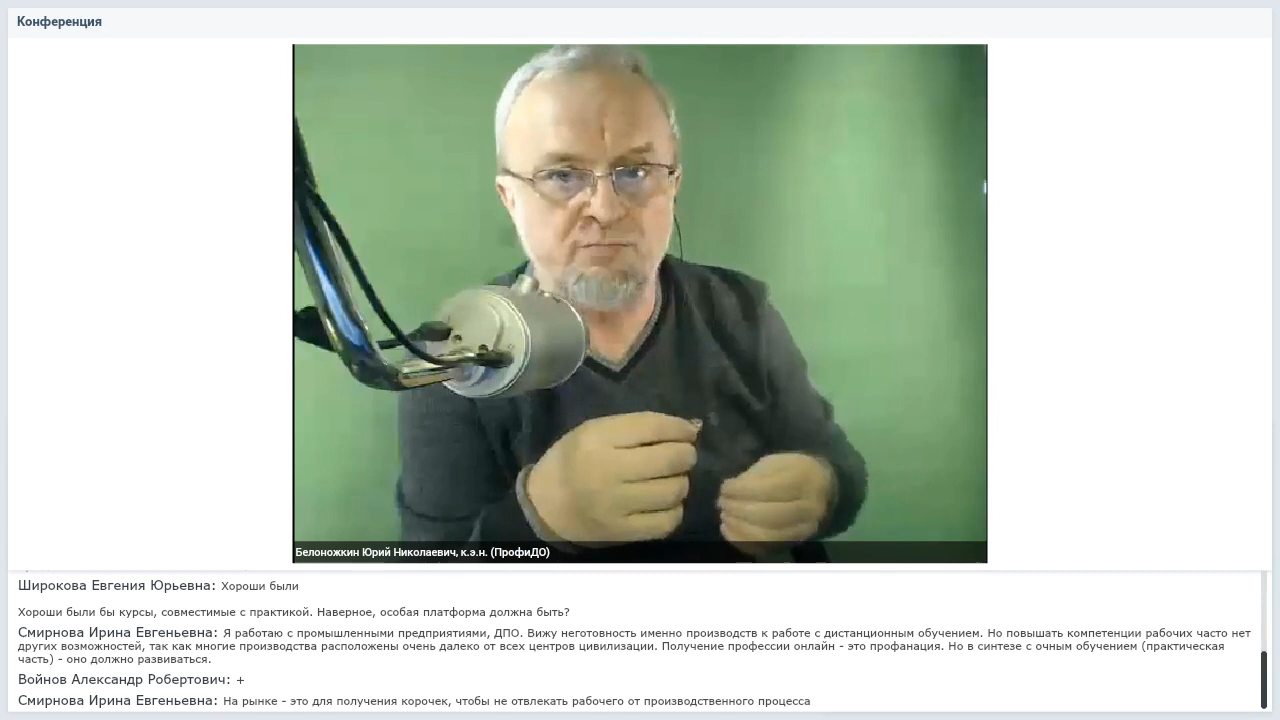 Конференция
Белоножкин Юрий Николаевич, к.э.н. (ПрофиДО)
Широкова Евгения Юрьевна: Хороши были
Хороши были бы курсы, совместимые с практикой. Наверное, особая платформа должна быть?
Смирнова Ирина Евгеньевна: Я работаю с промышленными предприятиями, ДПО. Вижу неготовность именно производств к работе с дистанционным обучением. Но повышать компетенции рабочих часто нет
других возможностей, так как многие производства расположены очень далеко от всех центров цивилизации. Получение профессии онлайн - это профанация. Но в синтезе с очным обучением (практическая
часть) - оно должно развиваться.
Войнов Александр Робертович: +
Смирнова Ирина Евгеньевна: На рынке - это для получения корочек, чтобы не отвлекать рабочего от производственного процесса